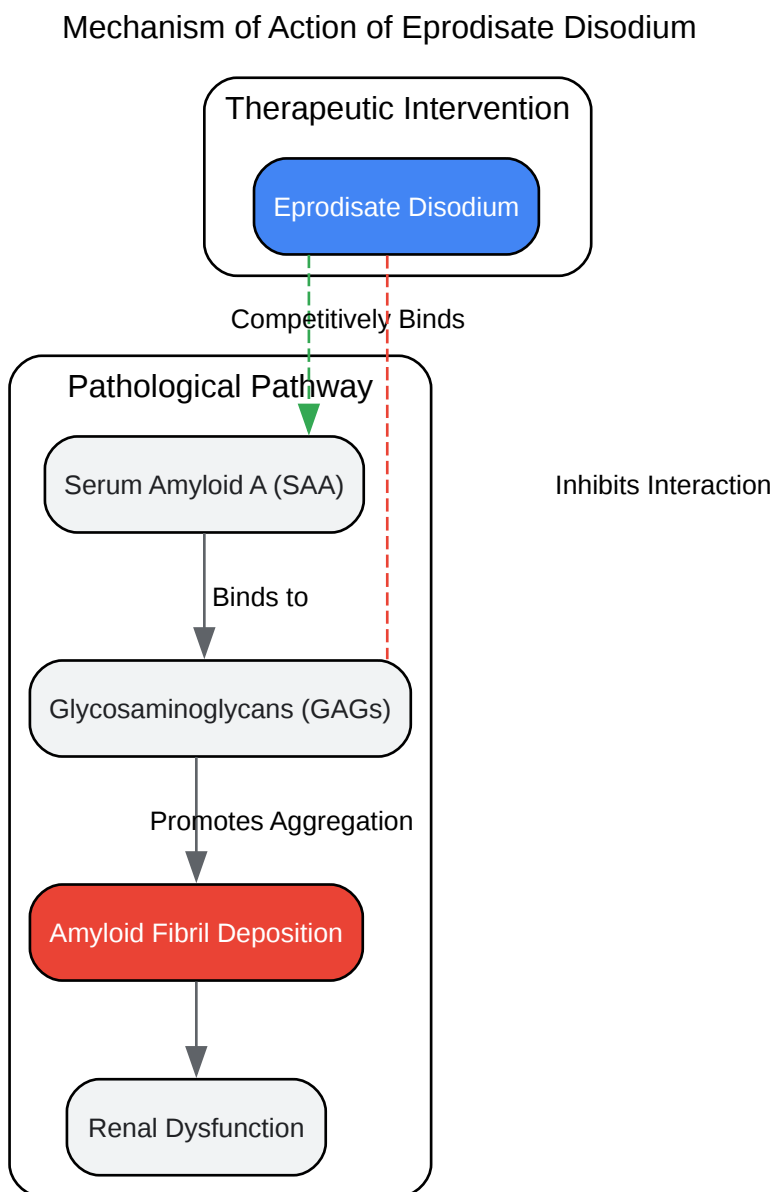 Mechanism of Action of Eprodisate Disodium
Therapeutic Intervention
Eprodisate Disodium
Competitively Binds
Pathological Pathway
Serum Amyloid A (SAA)
Inhibits Interaction
Binds to
Glycosaminoglycans (GAGs)
Promotes Aggregation
Amyloid Fibril Deposition
Renal Dysfunction